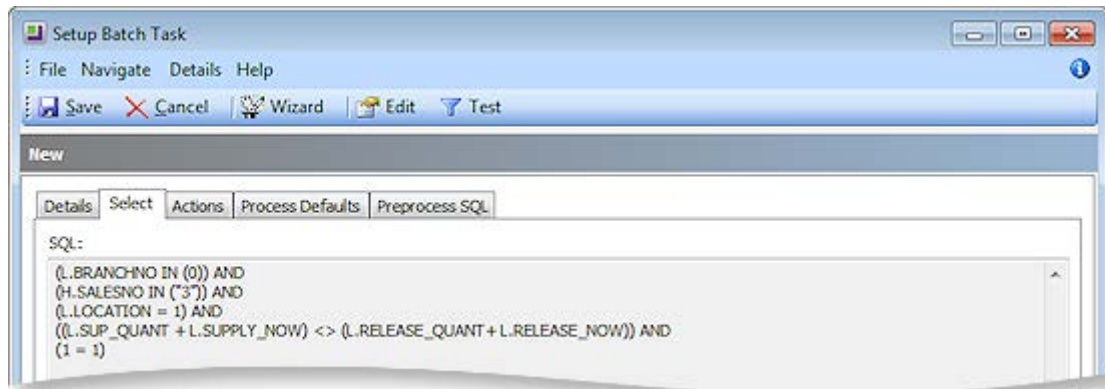 Setup Batch Task
File Navigate Details Help
Save Cancel Wizard Edit Test
New
Details Select Actions Process Defaults Preprocess SQL
SQL:
(L.BRANCHNO IN (0)) AND
(H.SALESNO IN ("3")) AND
(L.LOCATION = 1) AND
((L.SUP_QUANT + L.SUPPLY_NOW) <> (L.RELEASE_QUANT+ L.RELEASE_NOW)) AND
(1 = 1)